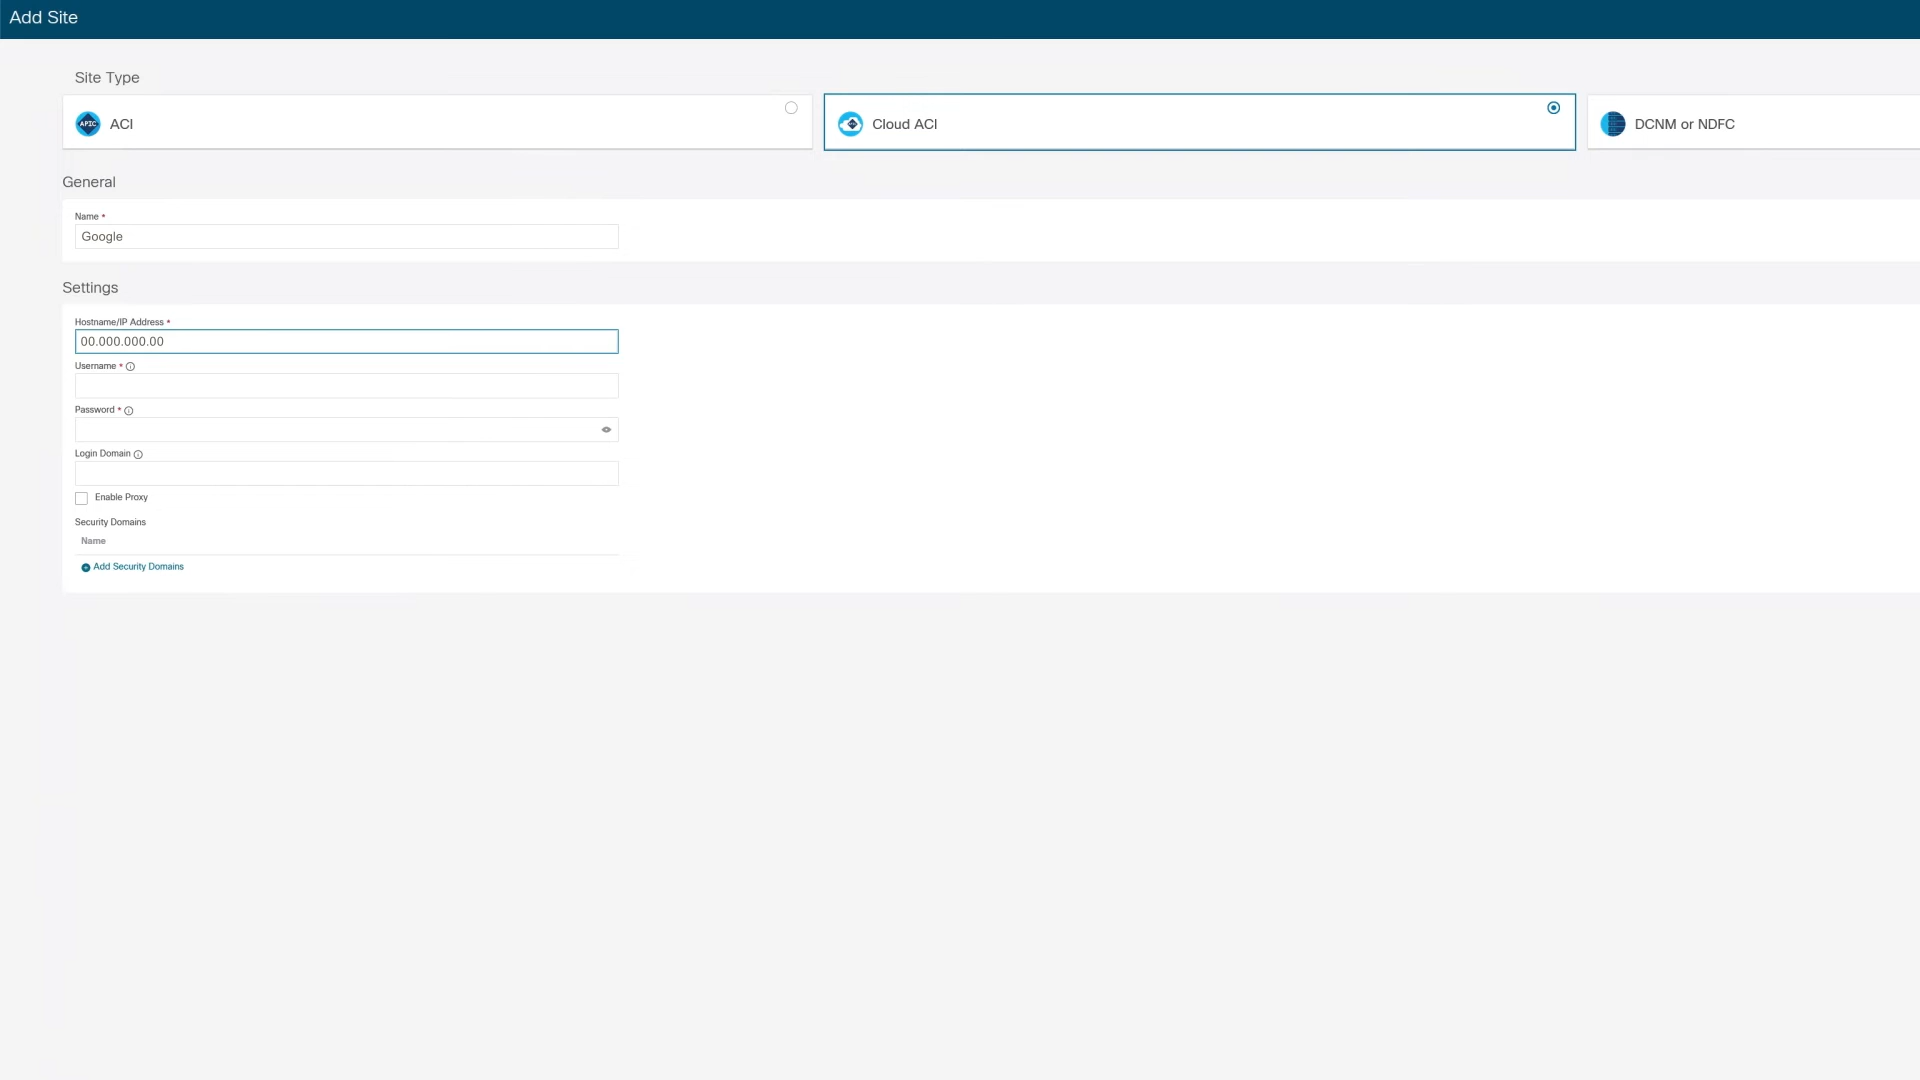 Add Site
Site Type
APIC
ACI
Cloud ACI
DCNM or NDFC
General
Name *
Google
Settings
Hostname/IP Address *
00.000.000.00
Username *
Password *
Login Domain
Enable Proxy
Security Domains
Name
Add Security Domains